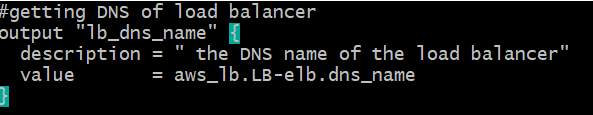 #getting DNS of load balancer
output "lb_dns_name" {
  description = " the DNS name of the load balancer"
  value       = aws_lb.LB-elb.dns_name
}